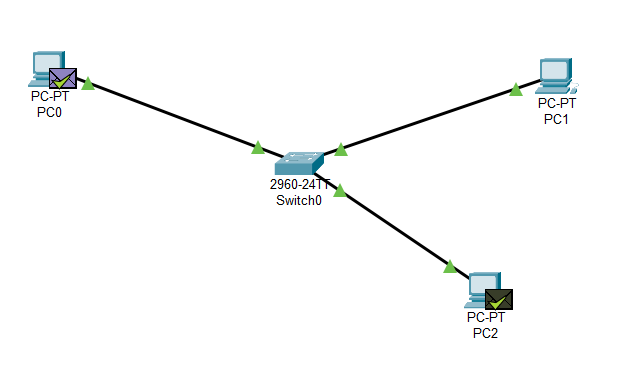 PC-PT
PC0
PC-PT
PC1
2960-24TT
Switch0
PC-PT
PC2